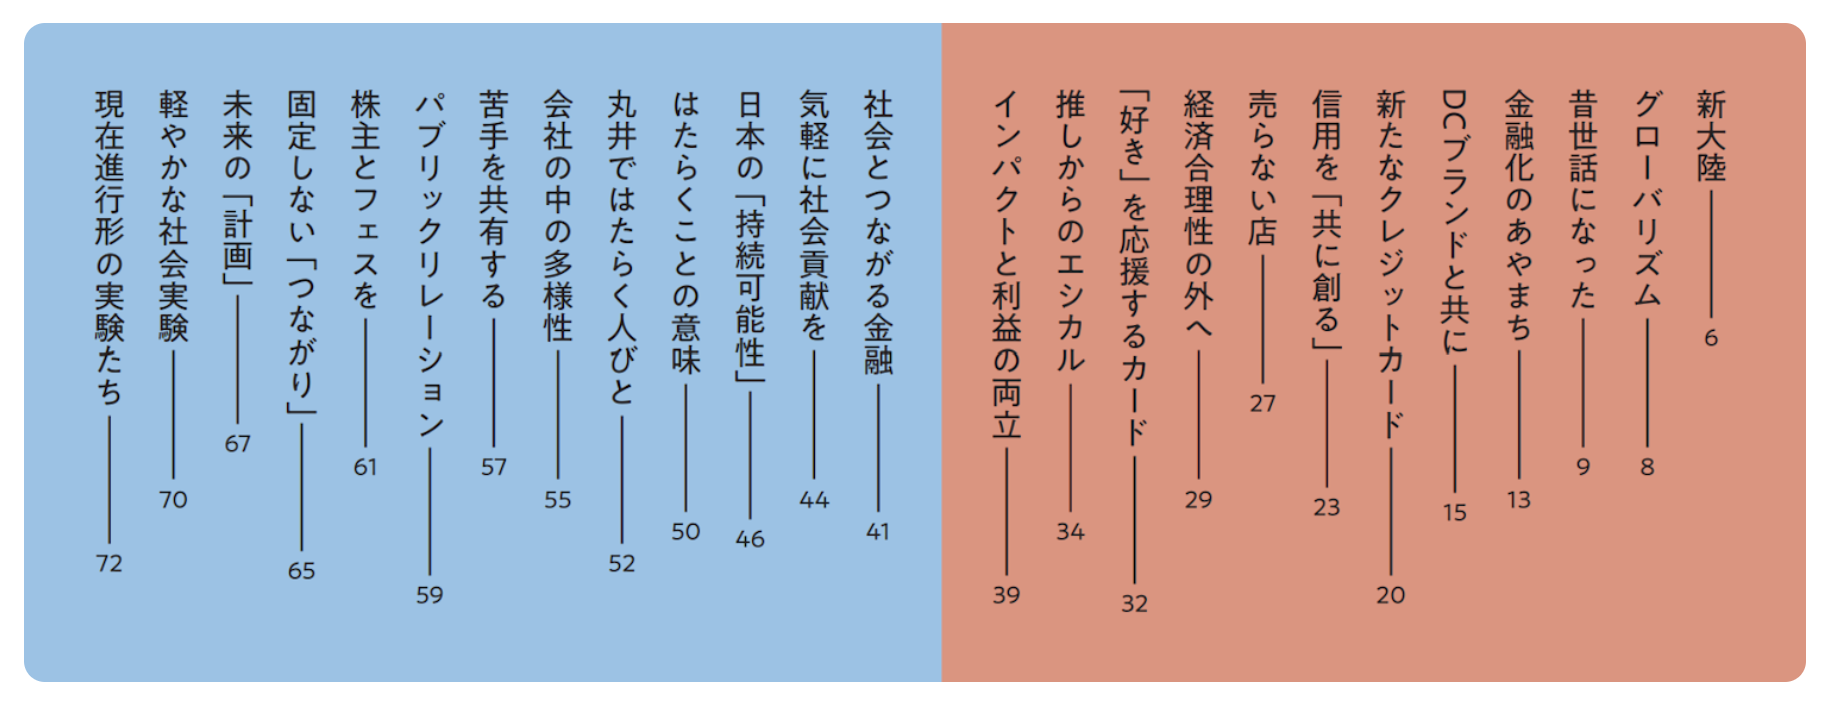 新大陸 6
グローバリズム 8
昔世話になった 9
金融化のあやまち 13
DCブランドと共に 15
新たなクレジットカード 20
信用を「共に創る」 23
売らない店 27
経済合理性の外へ 29
「好き」を応援するカード 32
推しからのエシカル 34
インパクトと利益の両立 39
社会とつながる金融 41
気軽に社会貢献を 44
日本の「持続可能性」 46
はたらくことの意味 50
丸井ではたらく人びと 52
会社の中の多様性 55
苦手を共有する 57
パブリックリレーション 59
株主とフェスを 61
固定しない「つながり」 65
未来の「計画」 67
軽やかな社会実験 70
現在進行形の実験たち 72